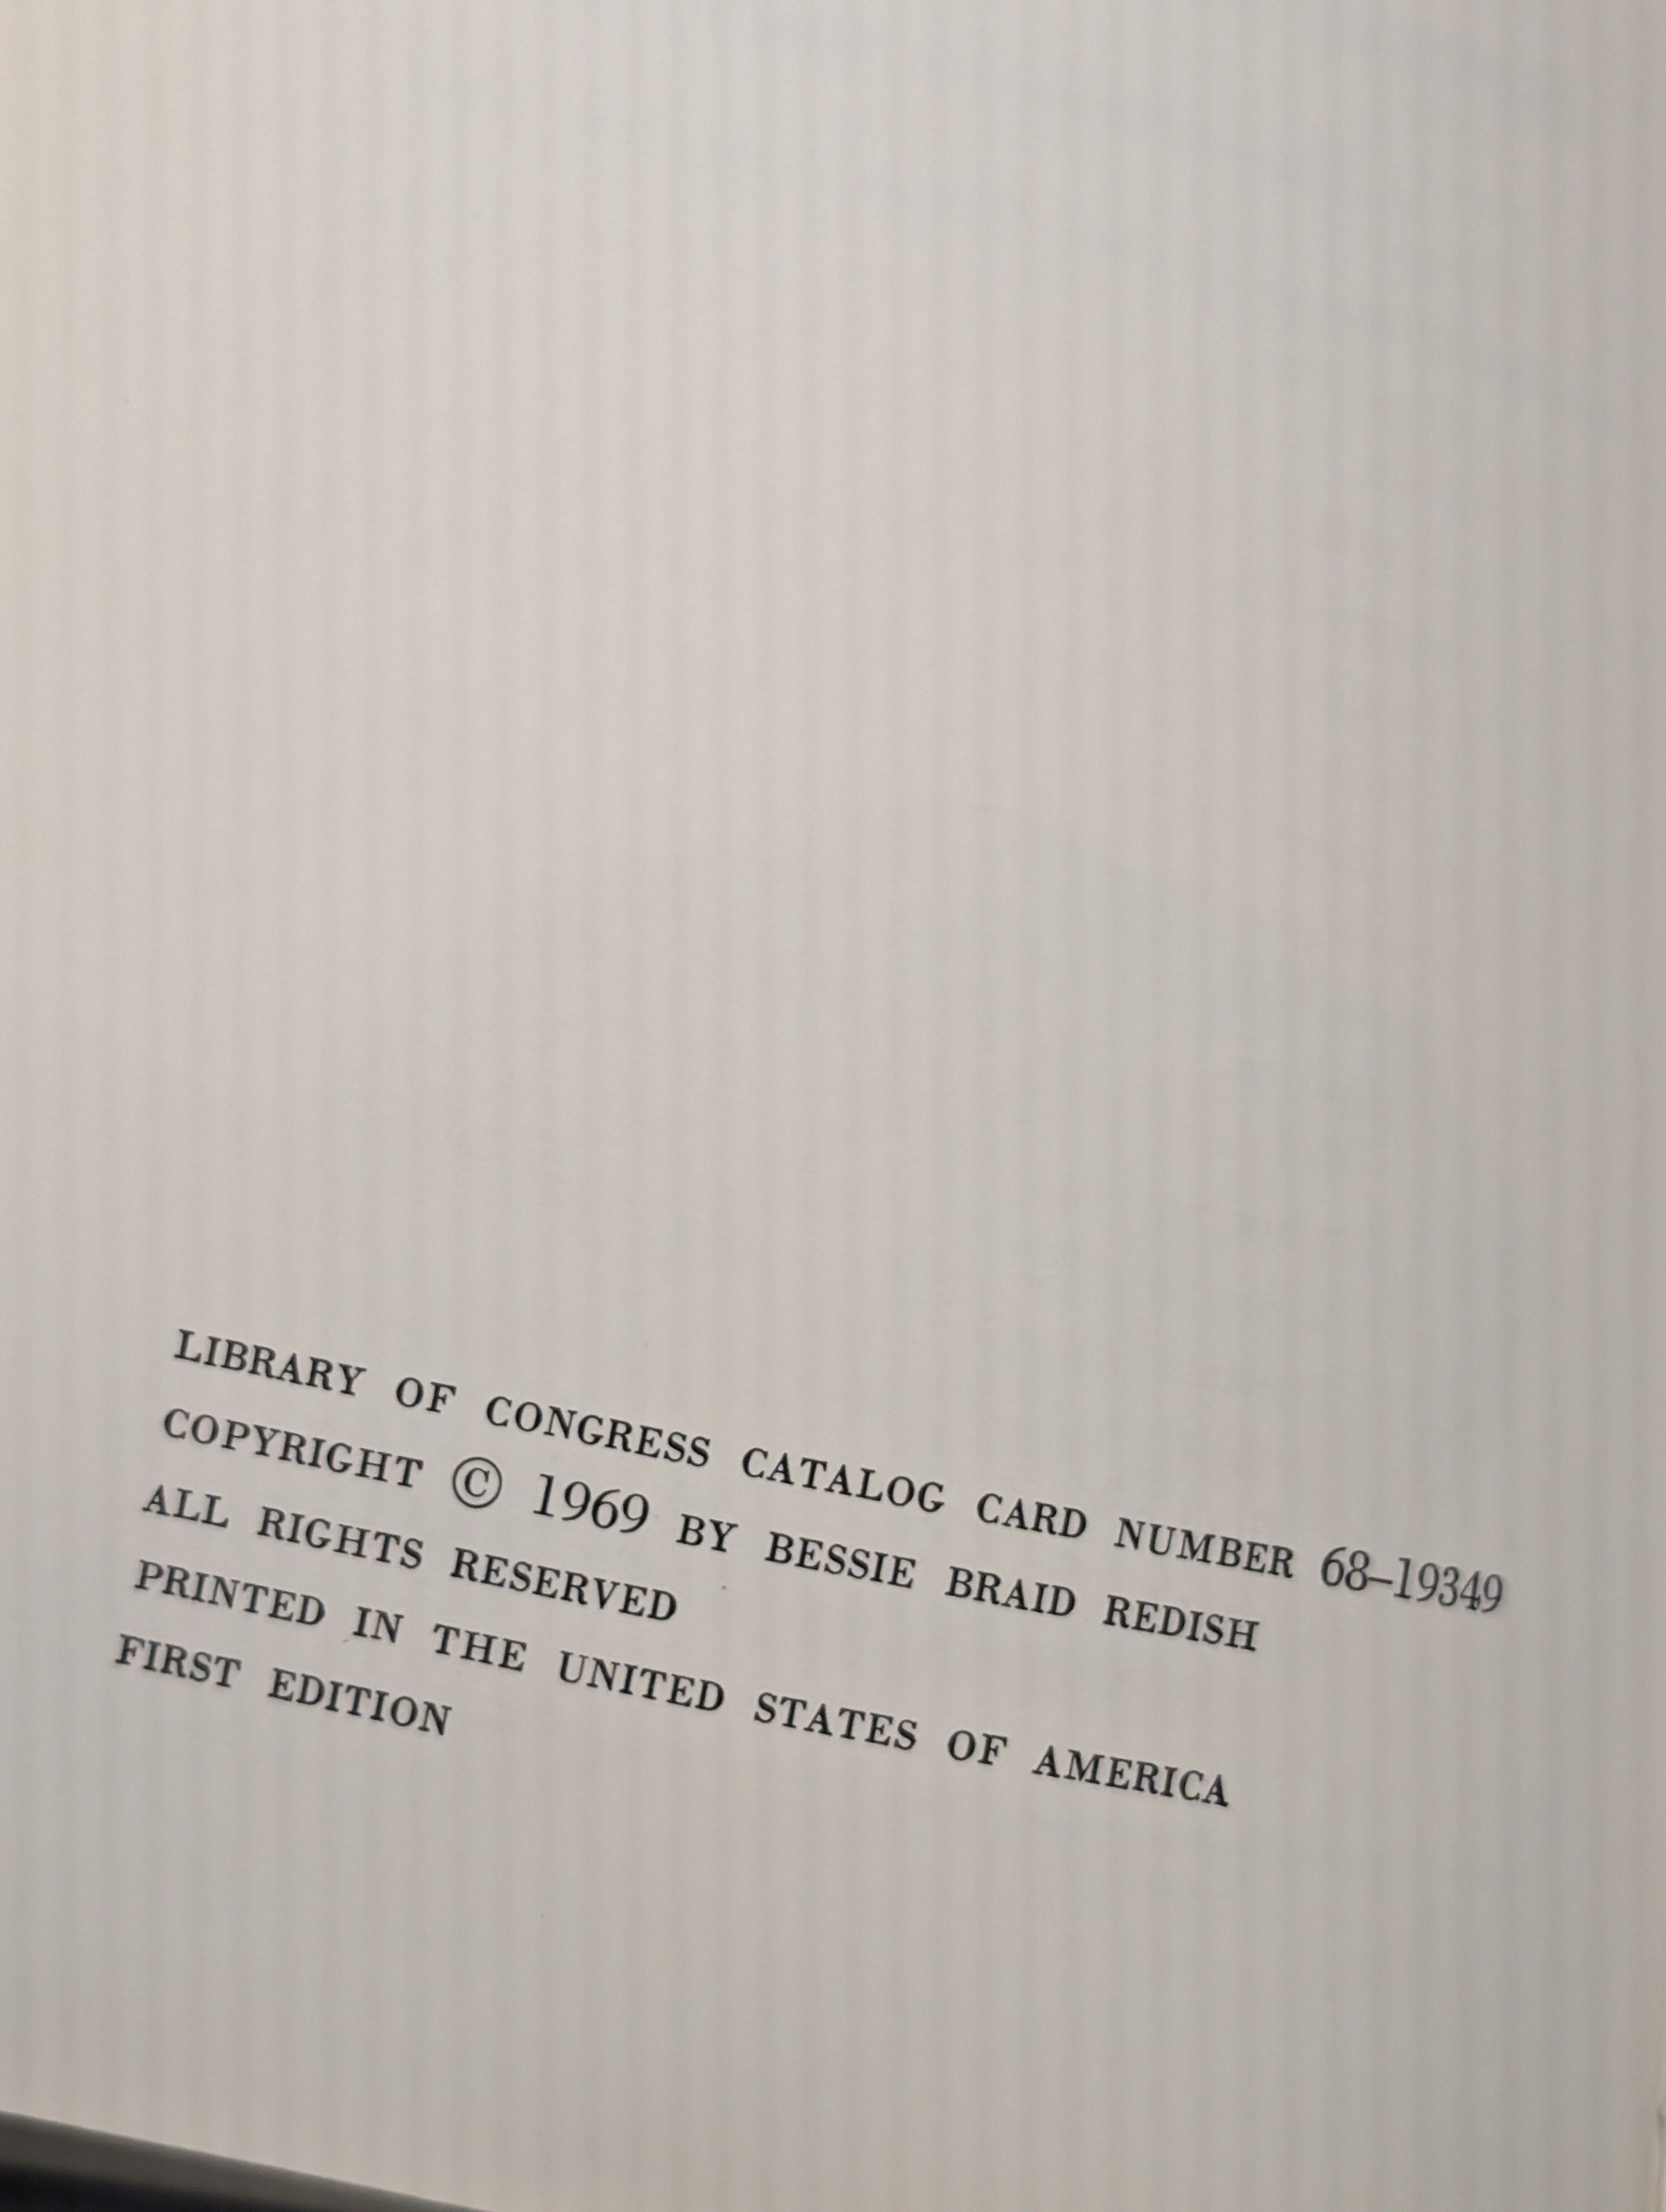 LIBRARY OF CONGRESS CATALOG CARD NUMBER 68–19349
COPYRIGHT © 1969 BY BESSIE BRAID REDISH
ALL RIGHTS RESERVED
PRINTED IN THE UNITED STATES OF AMERICA
FIRST EDITION